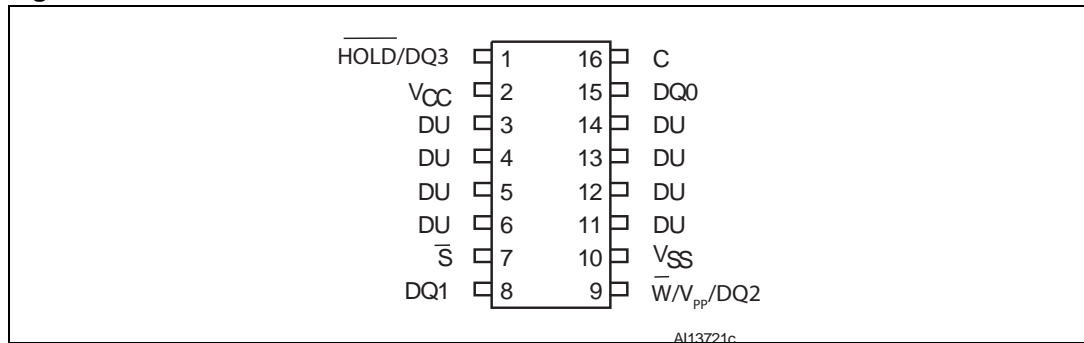 HOLD/DQ3 1 16 C
VCC 2 15 DQ0
DU 3 14 DU
DU 4 13 DU
DU 5 12 DU
DU 6 11 DU
S 7 10 VSS
DQ1 8 9 W/VPP/DQ2
AI13721c